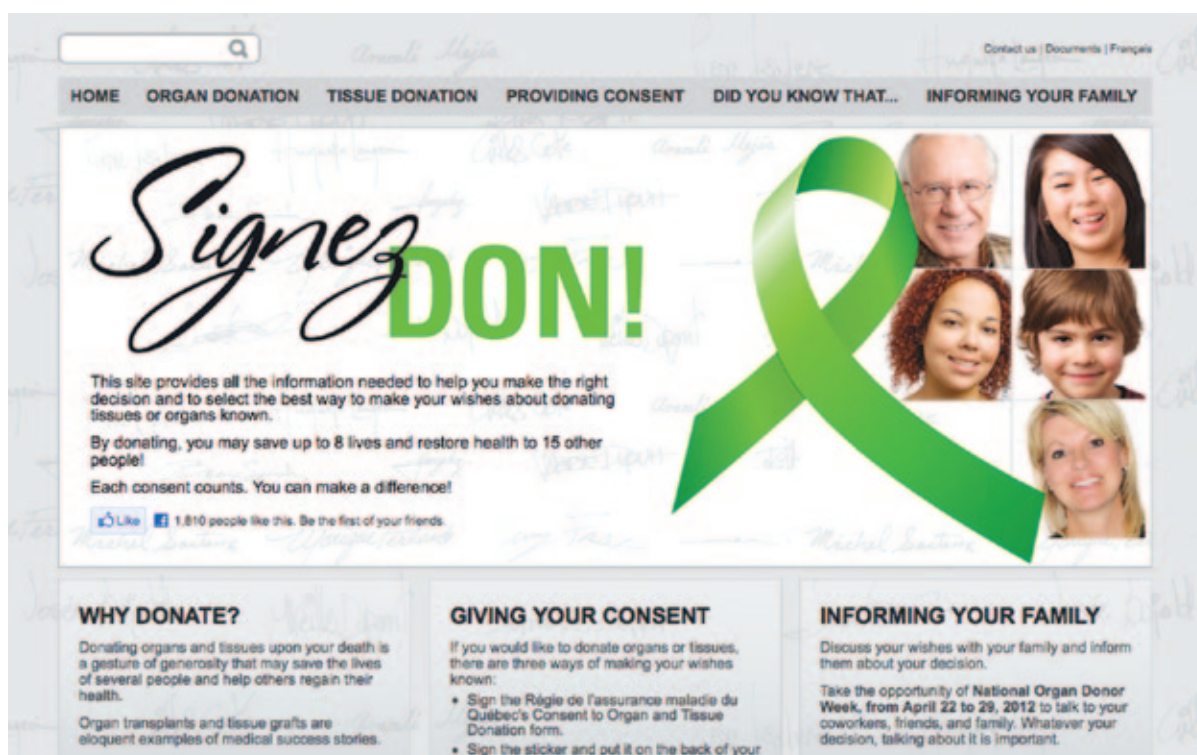 Contact us | Documents | Français
HOME ORGAN DONATION TISSUE DONATION PROVIDING CONSENT DID YOU KNOW THAT... INFORMING YOUR FAMILY
Signez
DON!
This site provides all the information needed to help you make the right
decision and to select the best way to make your wishes about donating
tissues or organs known.
By donating, you may save up to 8 lives and restore health to 15 other
people!
Each consent counts. You can make a difference!
Like 1,810 people like this. Be the first of your friends.
WHY DONATE?
Donating organs and tissues upon your death is
a gesture of generosity that may save the lives
of several people and help others regain their
health.
Organ transplants and tissue grafts are
eloquent examples of medical success stories.
GIVING YOUR CONSENT
If you would like to donate organs or tissues,
there are three ways of making your wishes
known:
• Sign the Régie de l'assurance maladie du
Québec's Consent to Organ and Tissue
Donation form.
• Sign the sticker and put it on the back of your
INFORMING YOUR FAMILY
Discuss your wishes with your family and inform
them about your decision.
Take the opportunity of National Organ Donor
Week, from April 22 to 29, 2012 to talk to your
coworkers, friends, and family. Whatever your
decision, talking about it is important.